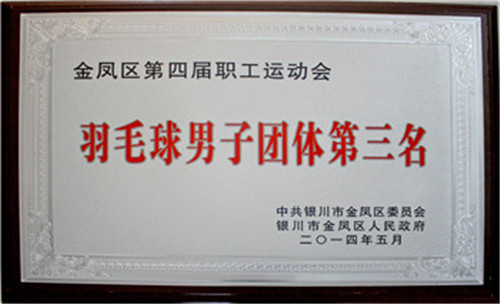 金凤区第四届职工运动会
羽毛球男子团体第三名
中共银川市金凤区委员会
银川市金凤区人民政府
二〇一四年五月